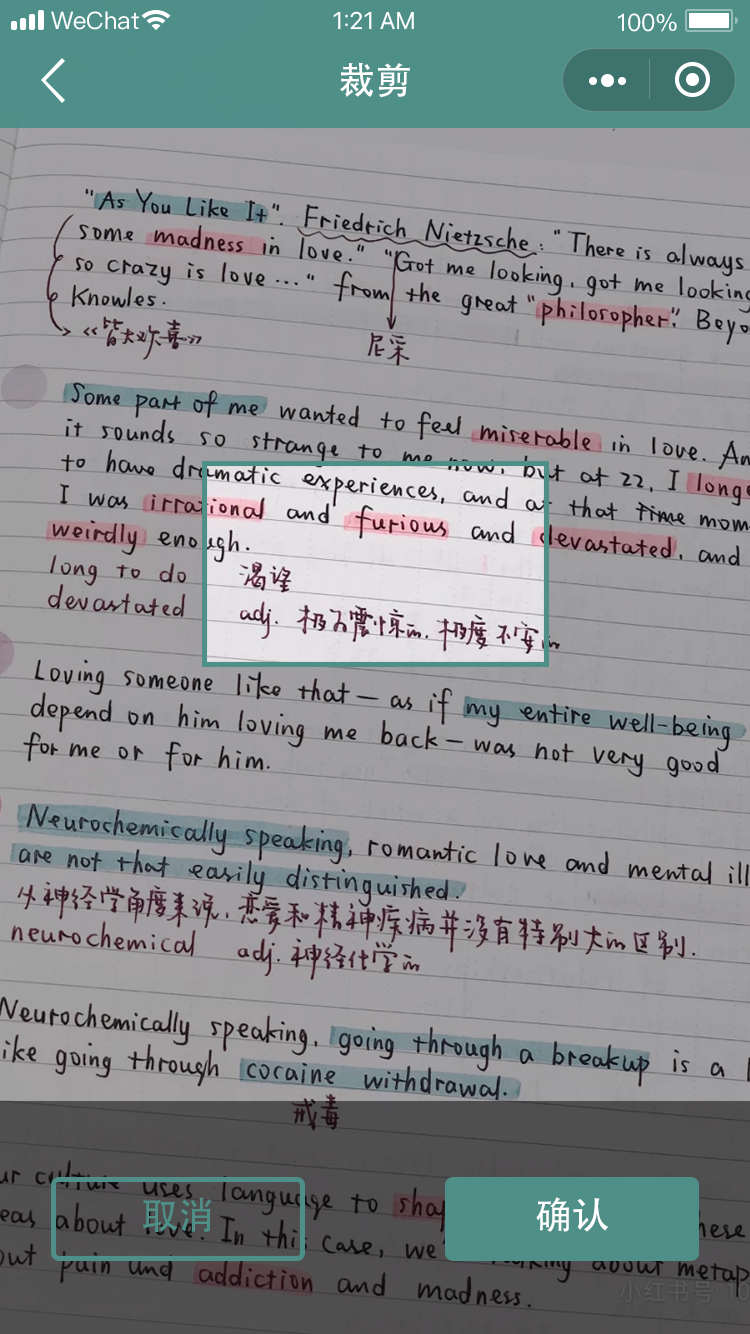 WeChat 1:21 AM 100%
裁剪
"As You Like It". Friedrich Nietzsche: "There is always
some madness in love." "Got me looking, got me looking
so crazy is love..." from the great "philosopher". Beyo
Knowles.
《皆大欢喜》 尼采
Some part of me wanted to feel miserable in love. An
it sounds so strange to me now, but at 22, I long
to have dramatic experiences, and at that time mom
I was irrational and furious and devastated, and
weirdly enough.
long to do 渴望
devastated adj. 极为震惊的. 极度不安的
Loving someone like that — as if my entire well-being
depend on him loving me back — was not very good
for me or for him.
Neurochemically speaking, romantic love and mental ill
are not that easily distinguished.
从神经学角度来说, 恋爱和精神疾病并没有特别大的区别.
neurochemical adj. 神经化学的
Neurochemically speaking, going through a breakup is a l
ike going through cocaine withdrawal.
戒毒
ur culture uses language to shap here
eas about love. In this case, we' about metap
out pain and addiction and madness.
取消 确认
小红书号: 10